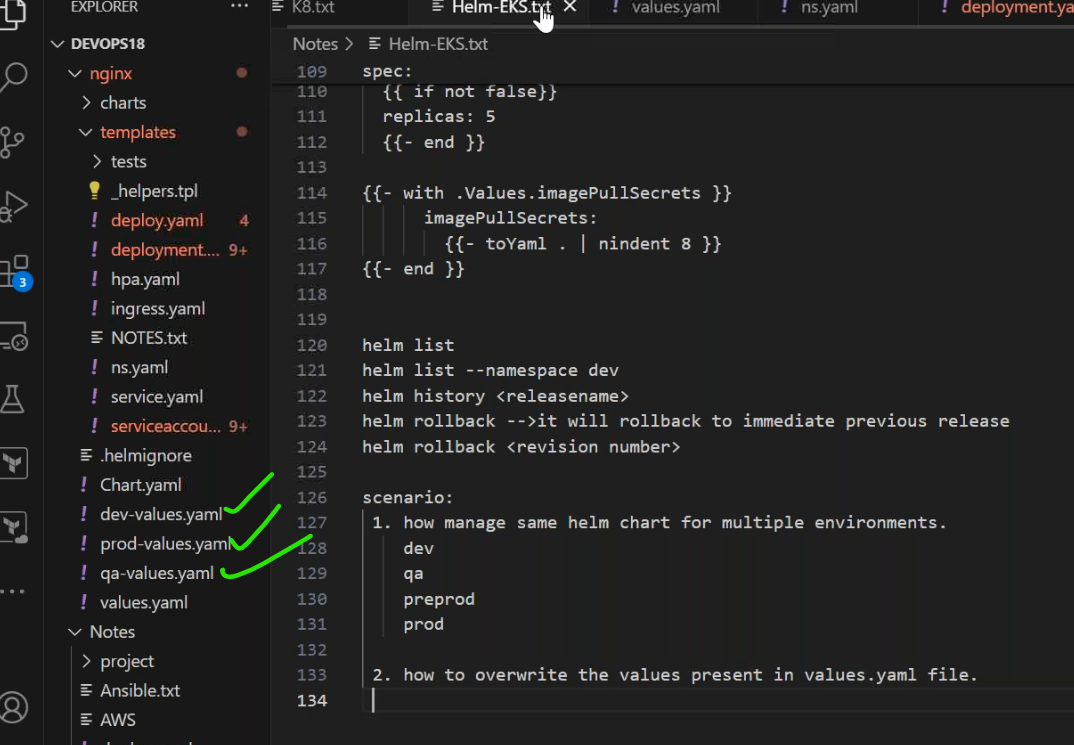 EXPLORER
...
DEVOPS18
nginx
charts
templates
tests
_helpers.tpl
deploy.yaml 4
deployment.... 9+
hpa.yaml
ingress.yaml
NOTES.txt
ns.yaml
service.yaml
serviceaccou... 9+
.helmignore
Chart.yaml
dev-values.yaml
prod-values.yaml
qa-values.yaml
values.yaml
Notes
project
Ansible.txt
AWS
3
K8.txt
Helm-EKS.txt
values.yaml
ns.yaml
deployment.ya
Notes > Helm-EKS.txt
109 spec:
110 {{ if not false}}
111 replicas: 5
112 {{- end }}
113
114 {{- with .Values.imagePullSecrets }}
115 imagePullSecrets:
116 {{- toYaml . | nindent 8 }}
117 {{- end }}
118
119
120 helm list
121 helm list --namespace dev
122 helm history <releasename>
123 helm rollback -->it will rollback to immediate previous release
124 helm rollback <revision number>
125
126 scenario:
127 1. how manage same helm chart for multiple environments.
128 dev
129 qa
130 preprod
131 prod
132
133 2. how to overwrite the values present in values.yaml file.
134